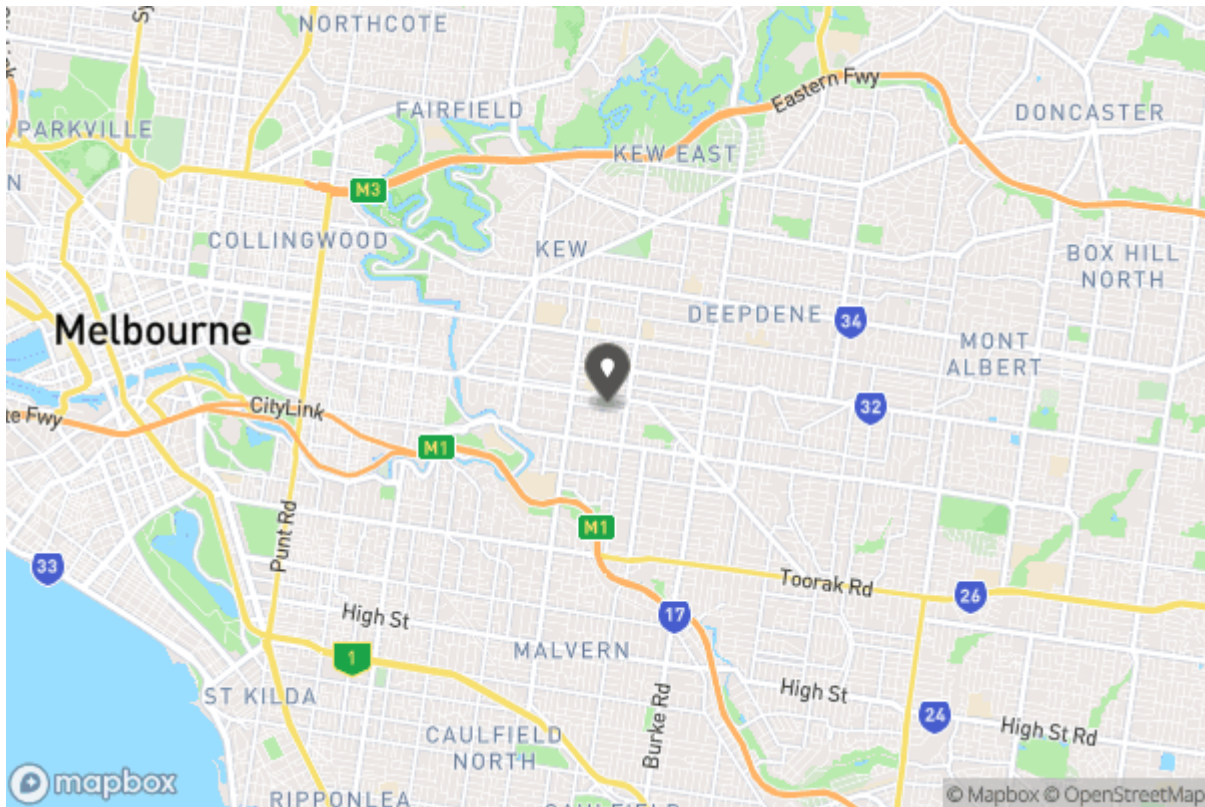 NORTHCOTE
FAIRFIELD
Eastern Fwy
DONCASTER
PARKVILLE
KEW EAST
M3
COLLINGWOOD
KEW
BOX HILL
NORTH
DEEPDENE
34
Melbourne
MONT
ALBERT
32
CityLink
te Fwy
M1
M1
Punt Rd
33
Toorak Rd
26
17
High St
1
MALVERN
High St
24
High St Rd
ST KILDA
Burke Rd
CAULFIELD
NORTH
mapbox
RIPPONLEA
© Mapbox © OpenStreetMap